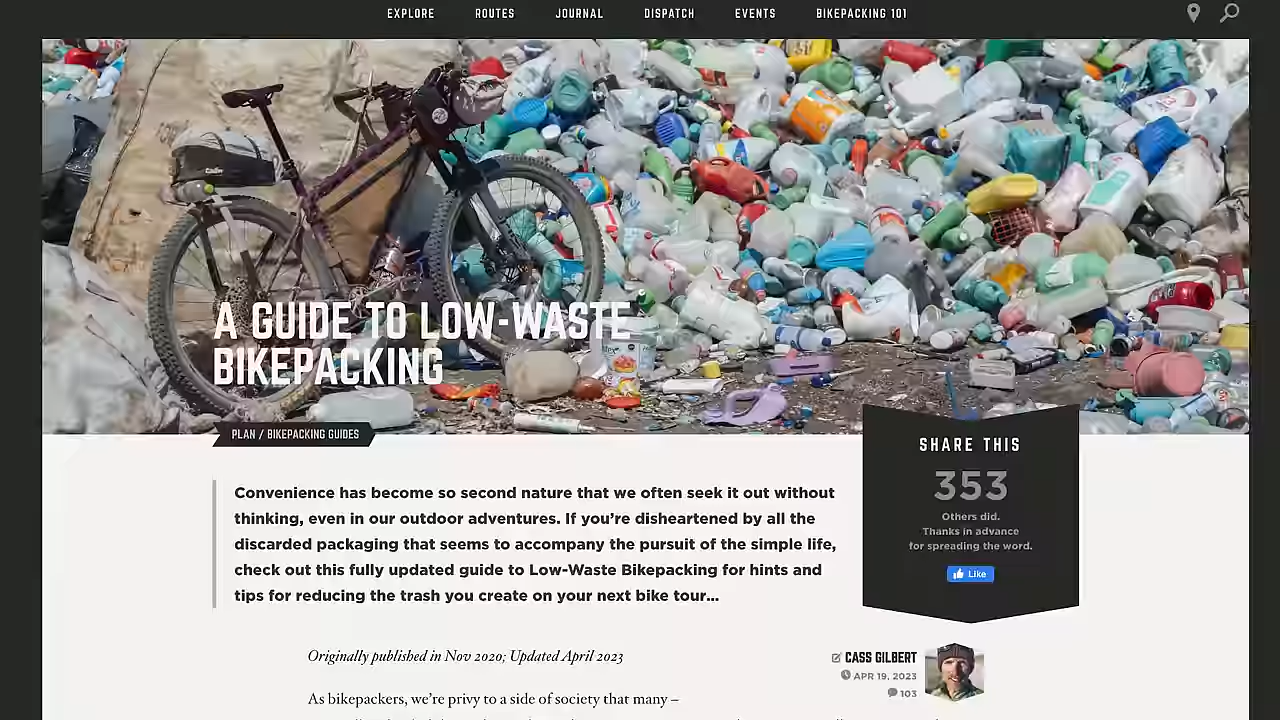 EXPLORE
ROUTES
JOURNAL
DISPATCH
EVENTS
BIKEPACKING 101
A GUIDE TO LOW-WASTE
BIKEPACKING
PLAN / BIKEPACKING GUIDES
SHARE THIS
353
Others did.
Thanks in advance
for spreading the word.
Like
Convenience has become so second nature that we often seek it out without
thinking, even in our outdoor adventures. If you’re disheartened by all the
discarded packaging that seems to accompany the pursuit of the simple life,
check out this fully updated guide to Low-Waste Bikepacking for hints and
tips for reducing the trash you create on your next bike tour...
Originally published in Nov 2020; Updated April 2023
CASS GILBERT
APR 19, 2023
103
As bikepackers, we’re privy to a side of society that many –